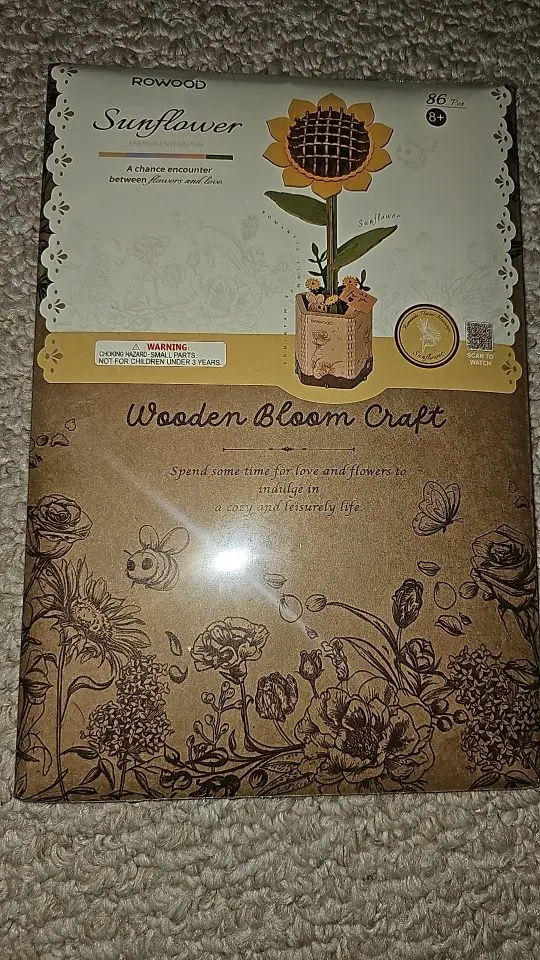 ROWOOD
Sunflower
A chance encounter
between flowers and love.
86 Pcs
8+
Sunflower
ROWOOD
⚠ WARNING:
CHOKING HAZARD-SMALL PARTS
NOT FOR CHILDREN UNDER 3 YEARS.
Sunflower
SCAN TO
WATCH
Wooden Bloom Craft
Spend some time for love and flowers to
indulge in
a cozy and leisurely life.